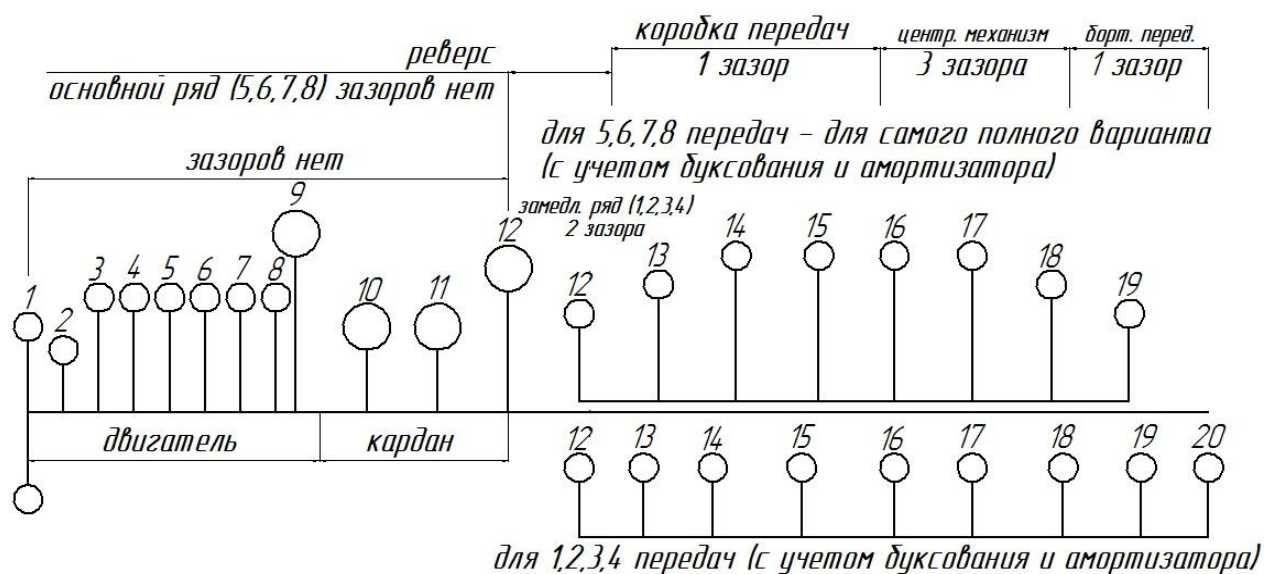 коробка передач
центр. механизм
борт. перед.
реверс
1 зазор
3 зазора
1 зазор
основной ряд (5,6,7,8) зазоров нет
для 5,6,7,8 передач - для самого полного варианта
(с учетом буксования и амортизатора)
зазоров нет
замедл. ряд (1,2,3,4)
2 зазора
1 2 3 4 5 6 7 8 9 10 11 12
12 13 14 15 16 17 18 19
двигатель
кардан
12 13 14 15 16 17 18 19 20
для 1,2,3,4 передач (с учетом буксования и амортизатора)